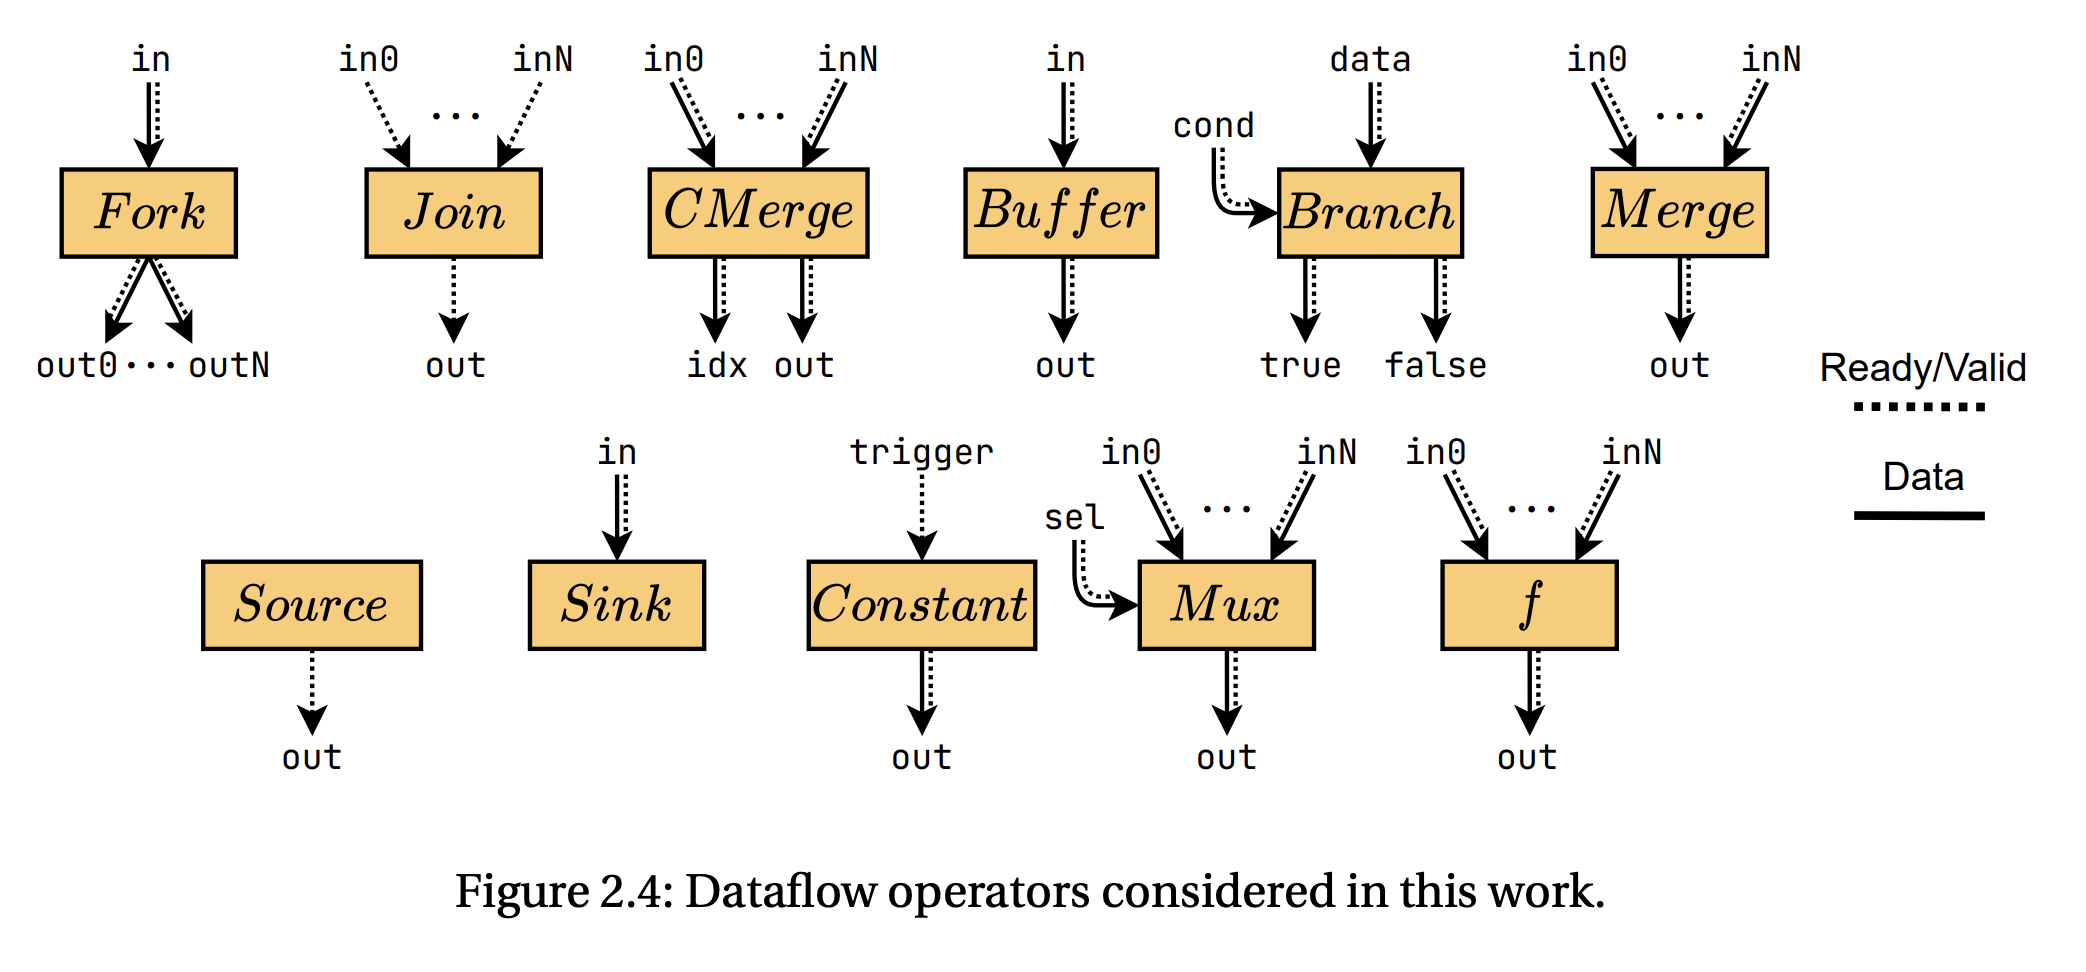 in in0 inN in0 inN in data in0 inN
... ... ...
cond
Fork Join CMerge Buffer Branch Merge
out0 ... outN out idx out out true false out
Ready/Valid
in trigger in0 inN in0 inN
Data
... ...
sel
Source Sink Constant Mux f
out out out out
Figure 2.4: Dataflow operators considered in this work.